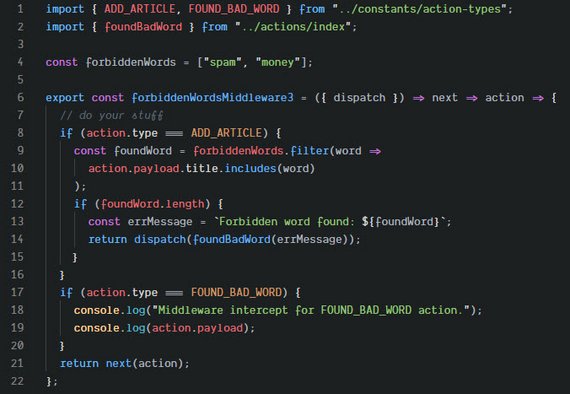 1 import { ADD_ARTICLE, FOUND_BAD_WORD } from "../constants/action-types";
2 import { foundBadWord } from "../actions/index";
3
4 const forbiddenWords = ["spam", "money"];
5
6 export const forbiddenWordsMiddleware3 = ({ dispatch }) => next => action => {
7   // do your stuff
8   if (action.type === ADD_ARTICLE) {
9     const foundWord = forbiddenWords.filter(word =>
10       action.payload.title.includes(word)
11     );
12     if (foundWord.length) {
13       const errMessage = `Forbidden word found: ${foundWord}`;
14       return dispatch(foundBadWord(errMessage));
15     }
16   }
17   if (action.type === FOUND_BAD_WORD) {
18     console.log("Middleware intercept for FOUND_BAD_WORD action.");
19     console.log(action.payload);
20   }
21   return next(action);
22 };